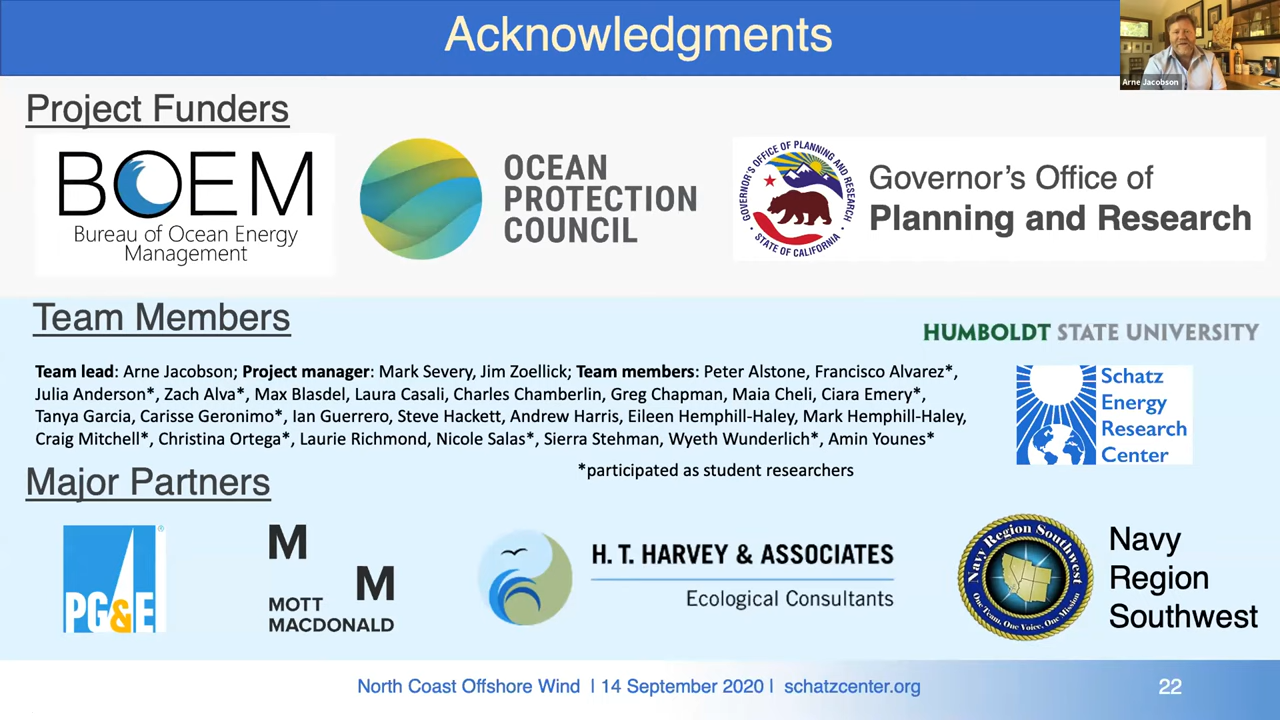 Acknowledgments
Arne Jacobson
Project Funders
BOEM
Bureau of Ocean Energy
Management
OCEAN
PROTECTION
COUNCIL
GOVERNOR'S OFFICE OF PLANNING AND RESEARCH
STATE OF CALIFORNIA
Governor's Office of
Planning and Research
Team Members
HUMBOLDT STATE UNIVERSITY
Team lead: Arne Jacobson; Project manager: Mark Severy, Jim Zoellick; Team members: Peter Alstone, Francisco Alvarez*,
Julia Anderson*, Zach Alva*, Max Blasdel, Laura Casali, Charles Chamberlin, Greg Chapman, Maia Cheli, Ciara Emery*,
Tanya Garcia, Carisse Geronimo*, Ian Guerrero, Steve Hackett, Andrew Harris, Eileen Hemphill-Haley, Mark Hemphill-Haley,
Craig Mitchell*, Christina Ortega*, Laurie Richmond, Nicole Salas*, Sierra Stehman, Wyeth Wunderlich*, Amin Younes*
*participated as student researchers
Schatz
Energy
Research
Center
Major Partners
PG&E
M
M
MOTT
MACDONALD
H. T. HARVEY & ASSOCIATES
Ecological Consultants
Navy Region Southwest
One Team, One Voice, One Mission
Navy
Region
Southwest
North Coast Offshore Wind | 14 September 2020 | schatzcenter.org
22